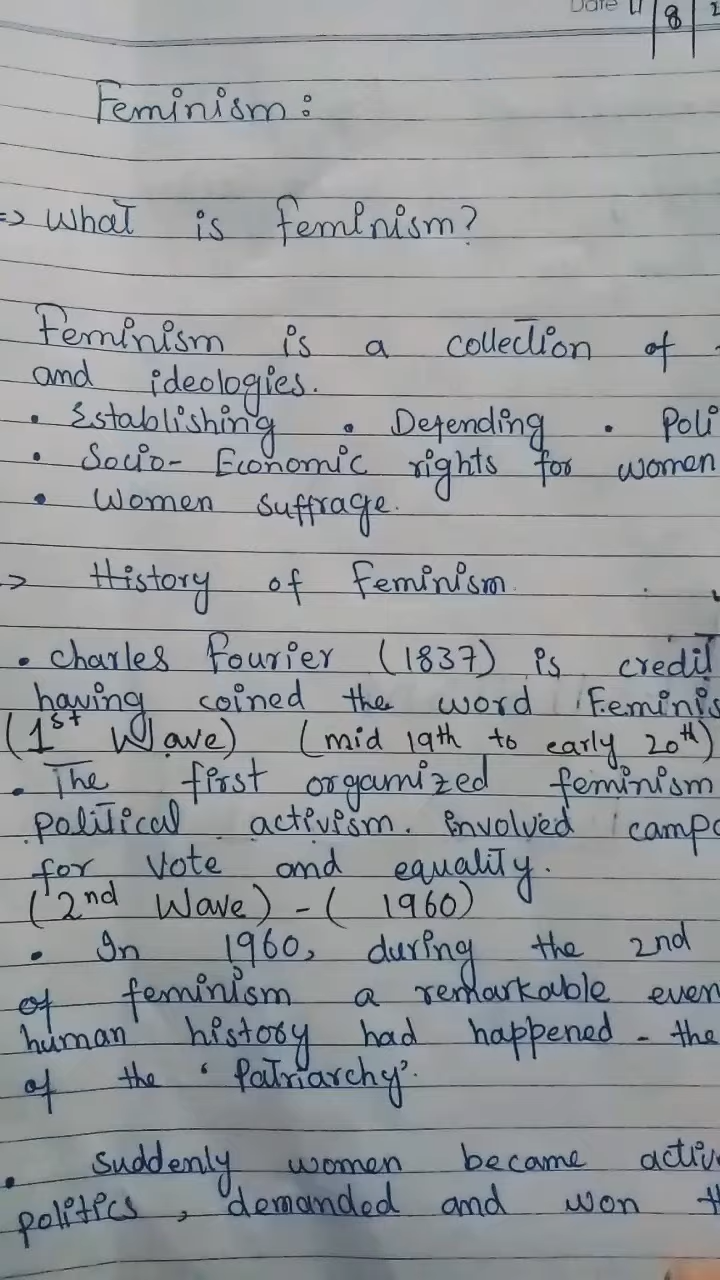 Date 11 8 2
Feminism:
=> What is feminism?
Feminism is a collection of
and ideologies.
• Establishing • Defending • Poli
• Socio-Economic rights for women
• Women suffrage.
-> History of Feminism.
• Charles Fourier (1837) is credit
having coined the word 'Feminis
(1st Wave) (mid 19th to early 20th)
• The first organized feminism
political activism. involved campa
for vote and equality.
(2nd Wave) - ( 1960)
• In 1960, during the 2nd
of feminism a remarkable even
human history had happened - the
of the 'Patriarchy'.
• Suddenly women became activ
politics, demanded and won th